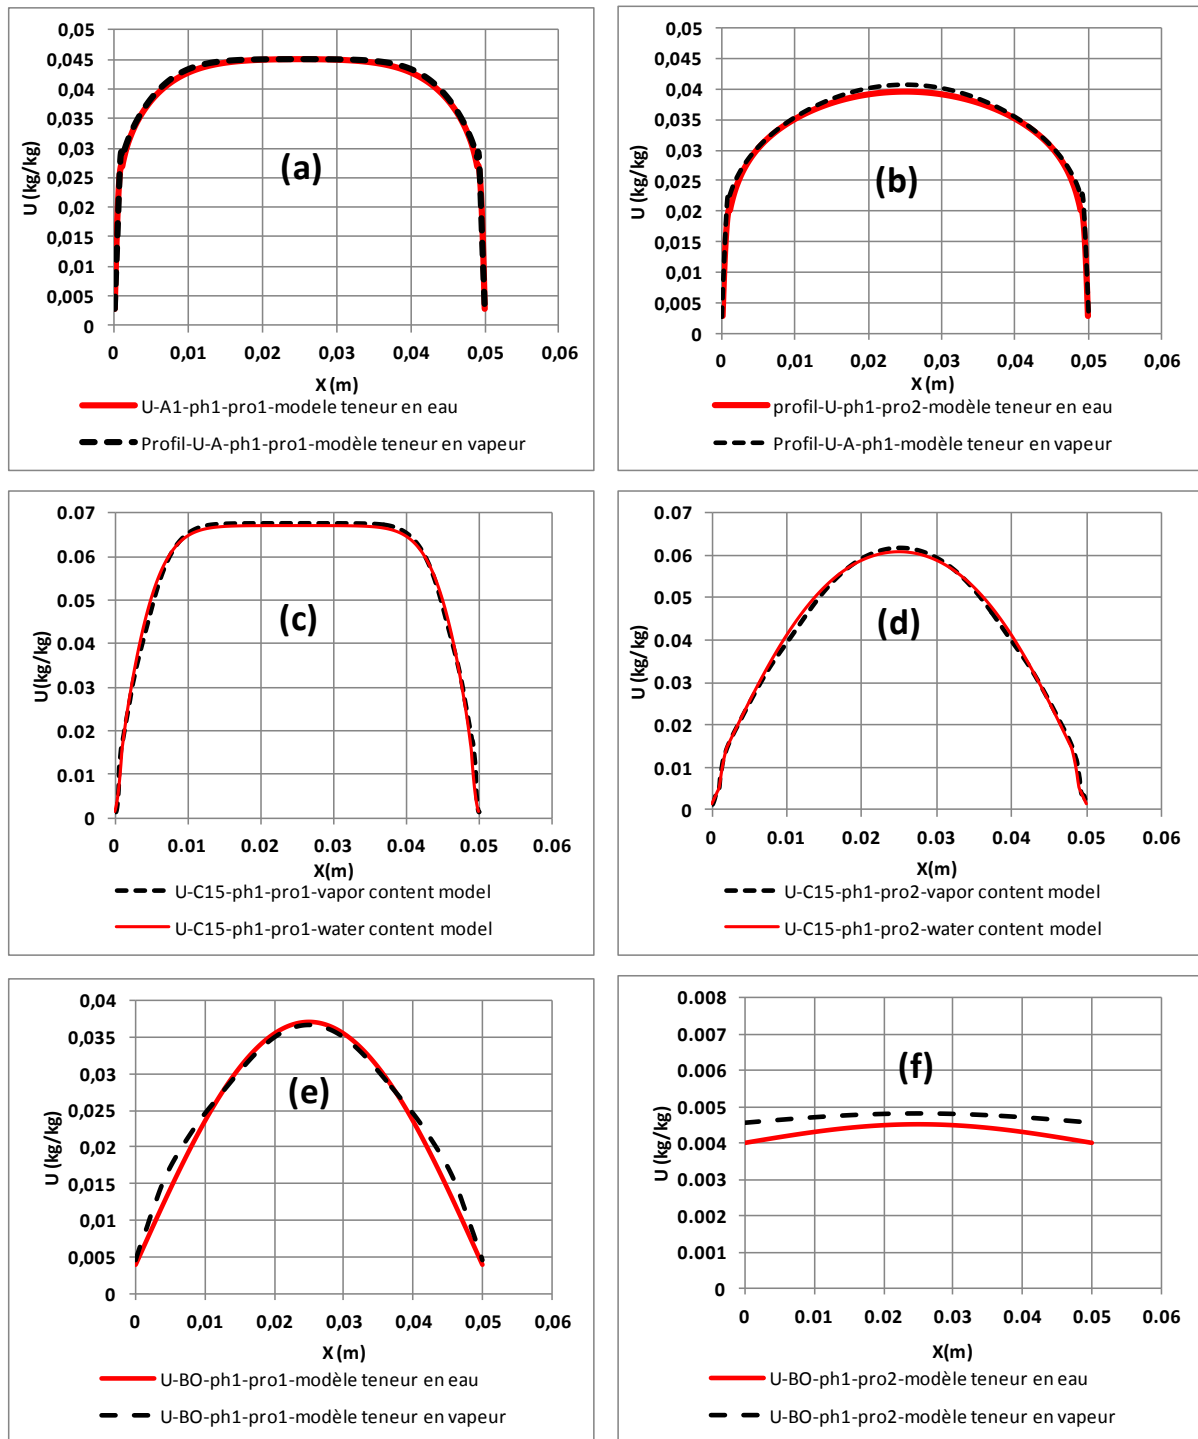 0,05
0,045
0,04
0,035
0,03
0,025
0,02
0,015
0,01
0,005
0
U (kg/kg)
(a)
0 0,01 0,02 0,03 0,04 0,05 0,06
X (m)
U-A1-ph1-pro1-modele teneur en eau
Profil-U-A-ph1-pro1-modèle teneur en vapeur
0,05
0,045
0,04
0,035
0,03
0,025
0,02
0,015
0,01
0,005
0
U (kg/kg)
(b)
0 0,01 0,02 0,03 0,04 0,05 0,06
X (m)
profil-U-ph1-pro2-modèle teneur en eau
Profil-U-A-ph1-modèle teneur en vapeur
0.07
0.06
0.05
0.04
0.03
0.02
0.01
0
U(kg/kg)
(c)
0 0.01 0.02 0.03 0.04 0.05 0.06
X(m)
U-C15-ph1-pro1-vapor content model
U-C15-ph1-pro1-water content model
0.07
0.06
0.05
0.04
0.03
0.02
0.01
0
U (kg/kg)
(d)
0 0.01 0.02 0.03 0.04 0.05 0.06
X(m)
U-C15-ph1-pro2-vapor content model
U-C15-ph1-pro2-water content model
0,04
0,035
0,03
0,025
0,02
0,015
0,01
0,005
0
U (kg/kg)
(e)
0 0,01 0,02 0,03 0,04 0,05 0,06
X (m)
U-BO-ph1-pro1-modèle teneur en eau
U-BO-ph1-pro1-modèle teneur en vapeur
0.008
0.007
0.006
0.005
0.004
0.003
0.002
0.001
0
U (kg/kg)
(f)
0 0.01 0.02 0.03 0.04 0.05 0.06
X(m)
U-BO-ph1-pro2-modèle teneur en eau
U-BO-ph1-pro2-modèle teneur en vapeur